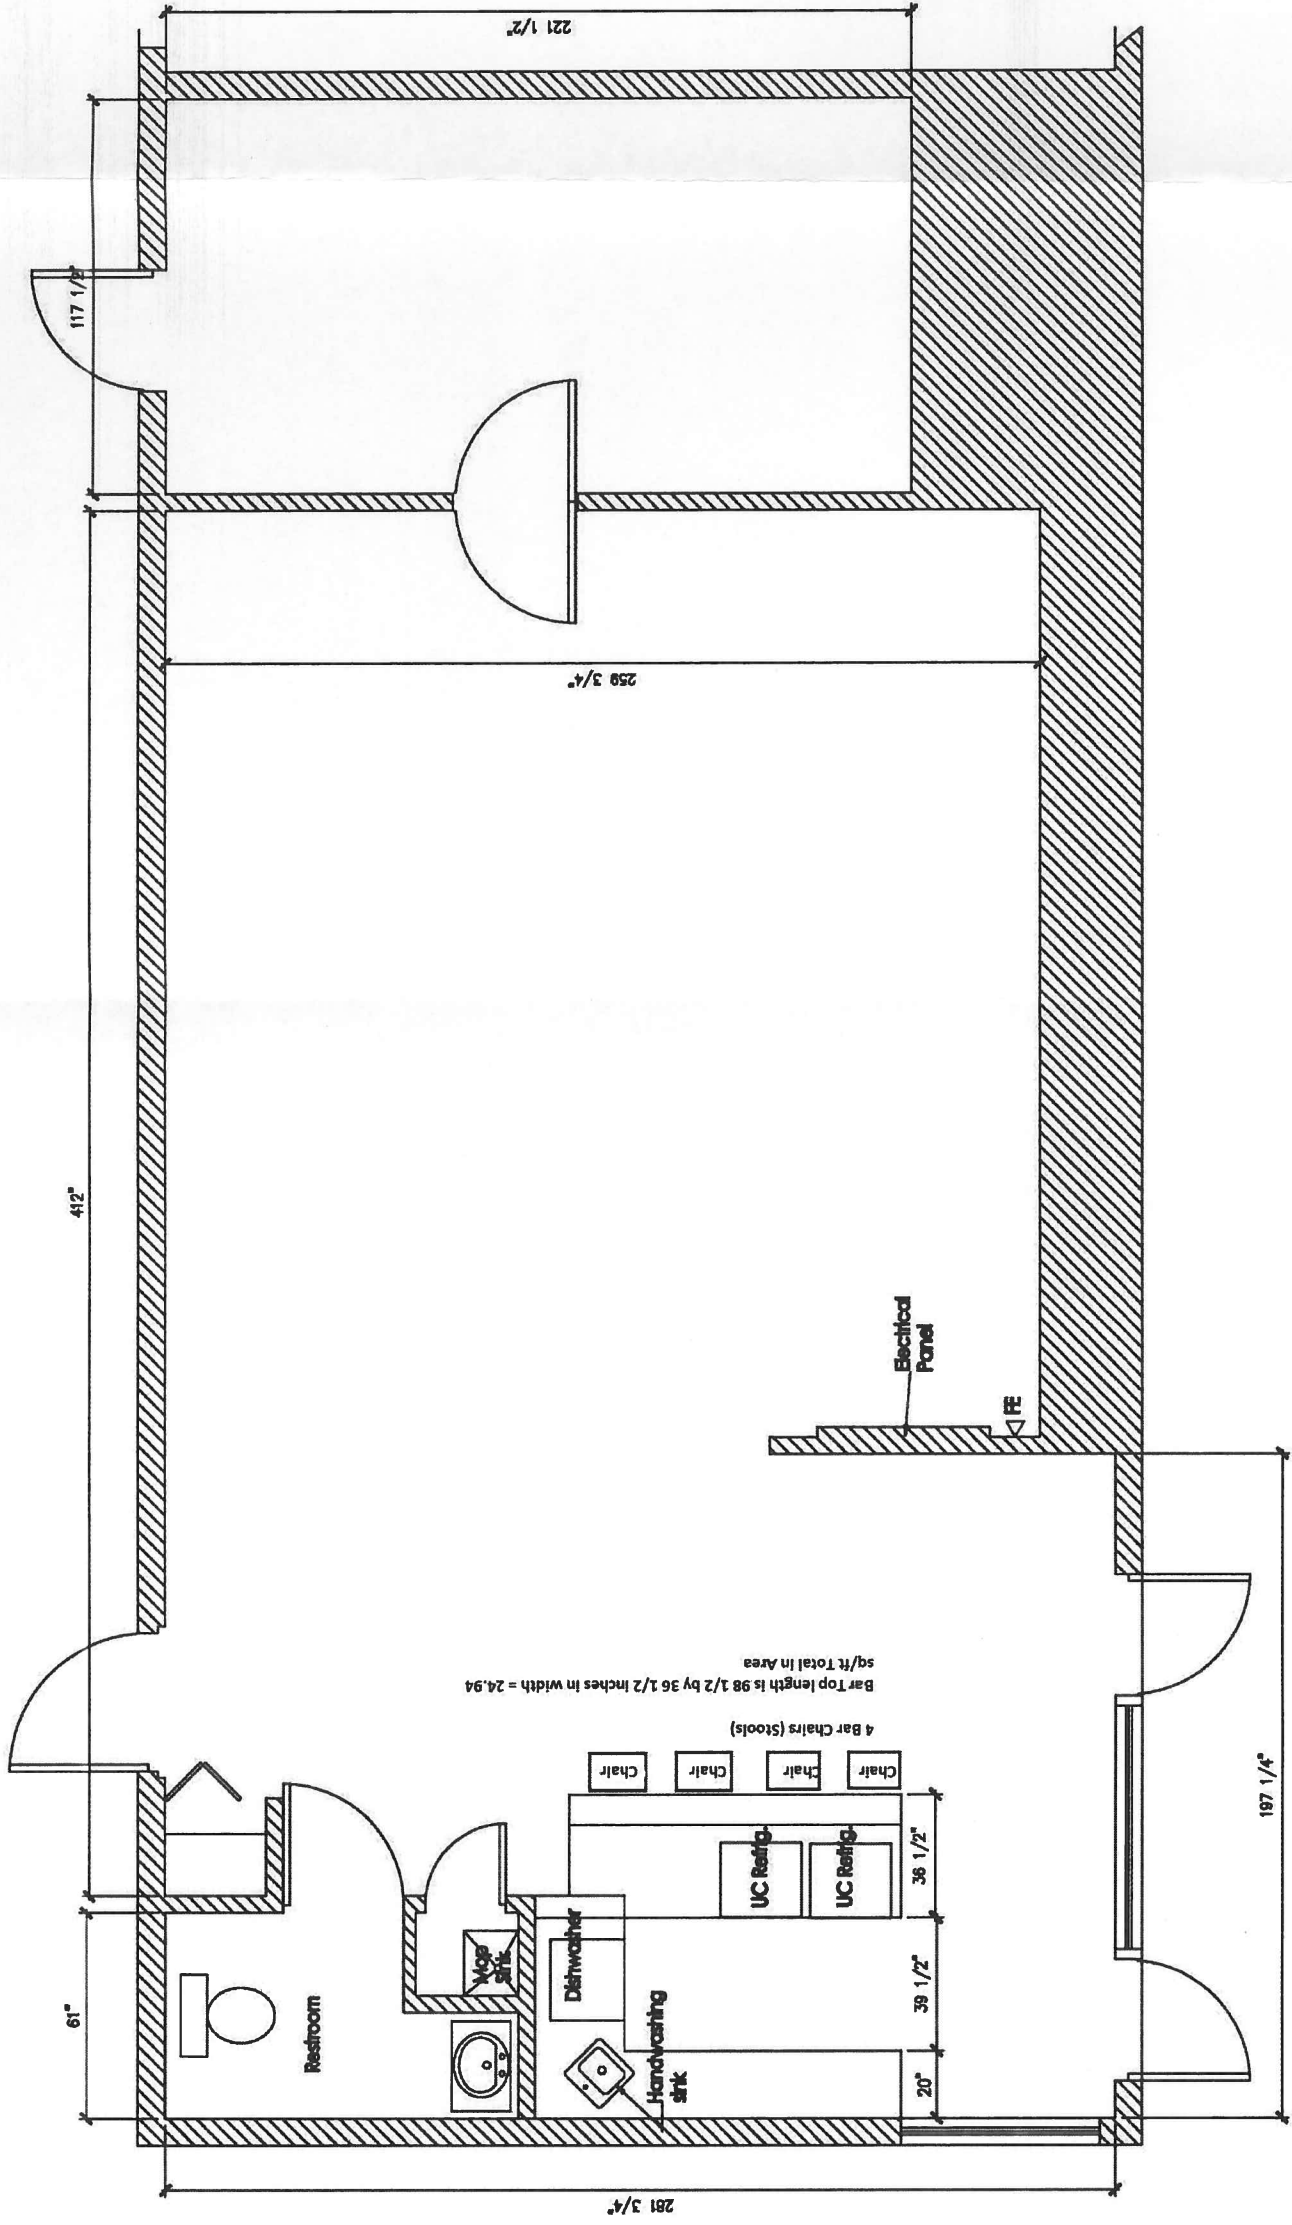 221 1/2"
117 1/2"
259 3/4"
412"
Electrical
Panel
FE
Bar Top length is 98 1/2 by 36 1/2 inches in width = 24.94
sq/ft Total in Area
4 Bar Chairs (Stools)
Chair
Chair
Chair
Chair
UC Refrig.
UC Refrig.
36 1/2"
Dishwasher
Mop
sink
39 1/2"
61"
Restroom
Handwashing
sink
20"
197 1/4"
281 3/4"